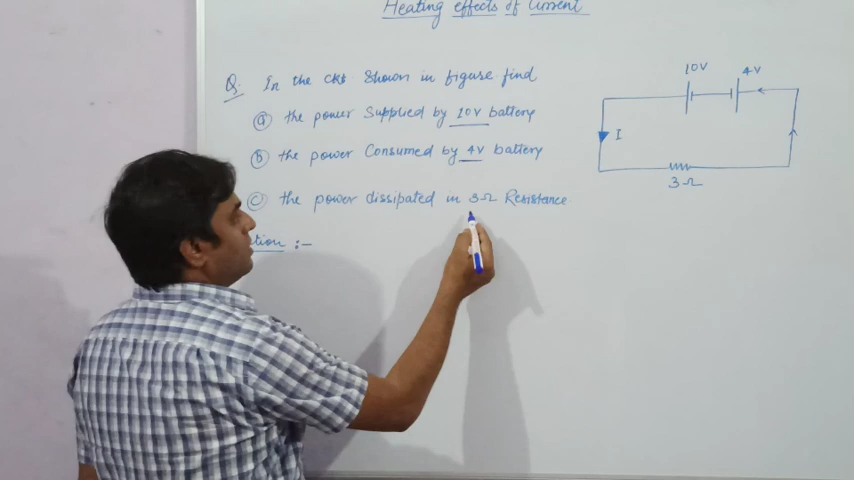 Heating effects of Current
Q. In the ckt Shown in figure find
(a) the power Supplied by 10V battery
(b) the power Consumed by 4V battery
(c) the power dissipated in 3Ω Resistance.
tion :-
10V
4V
I
3Ω